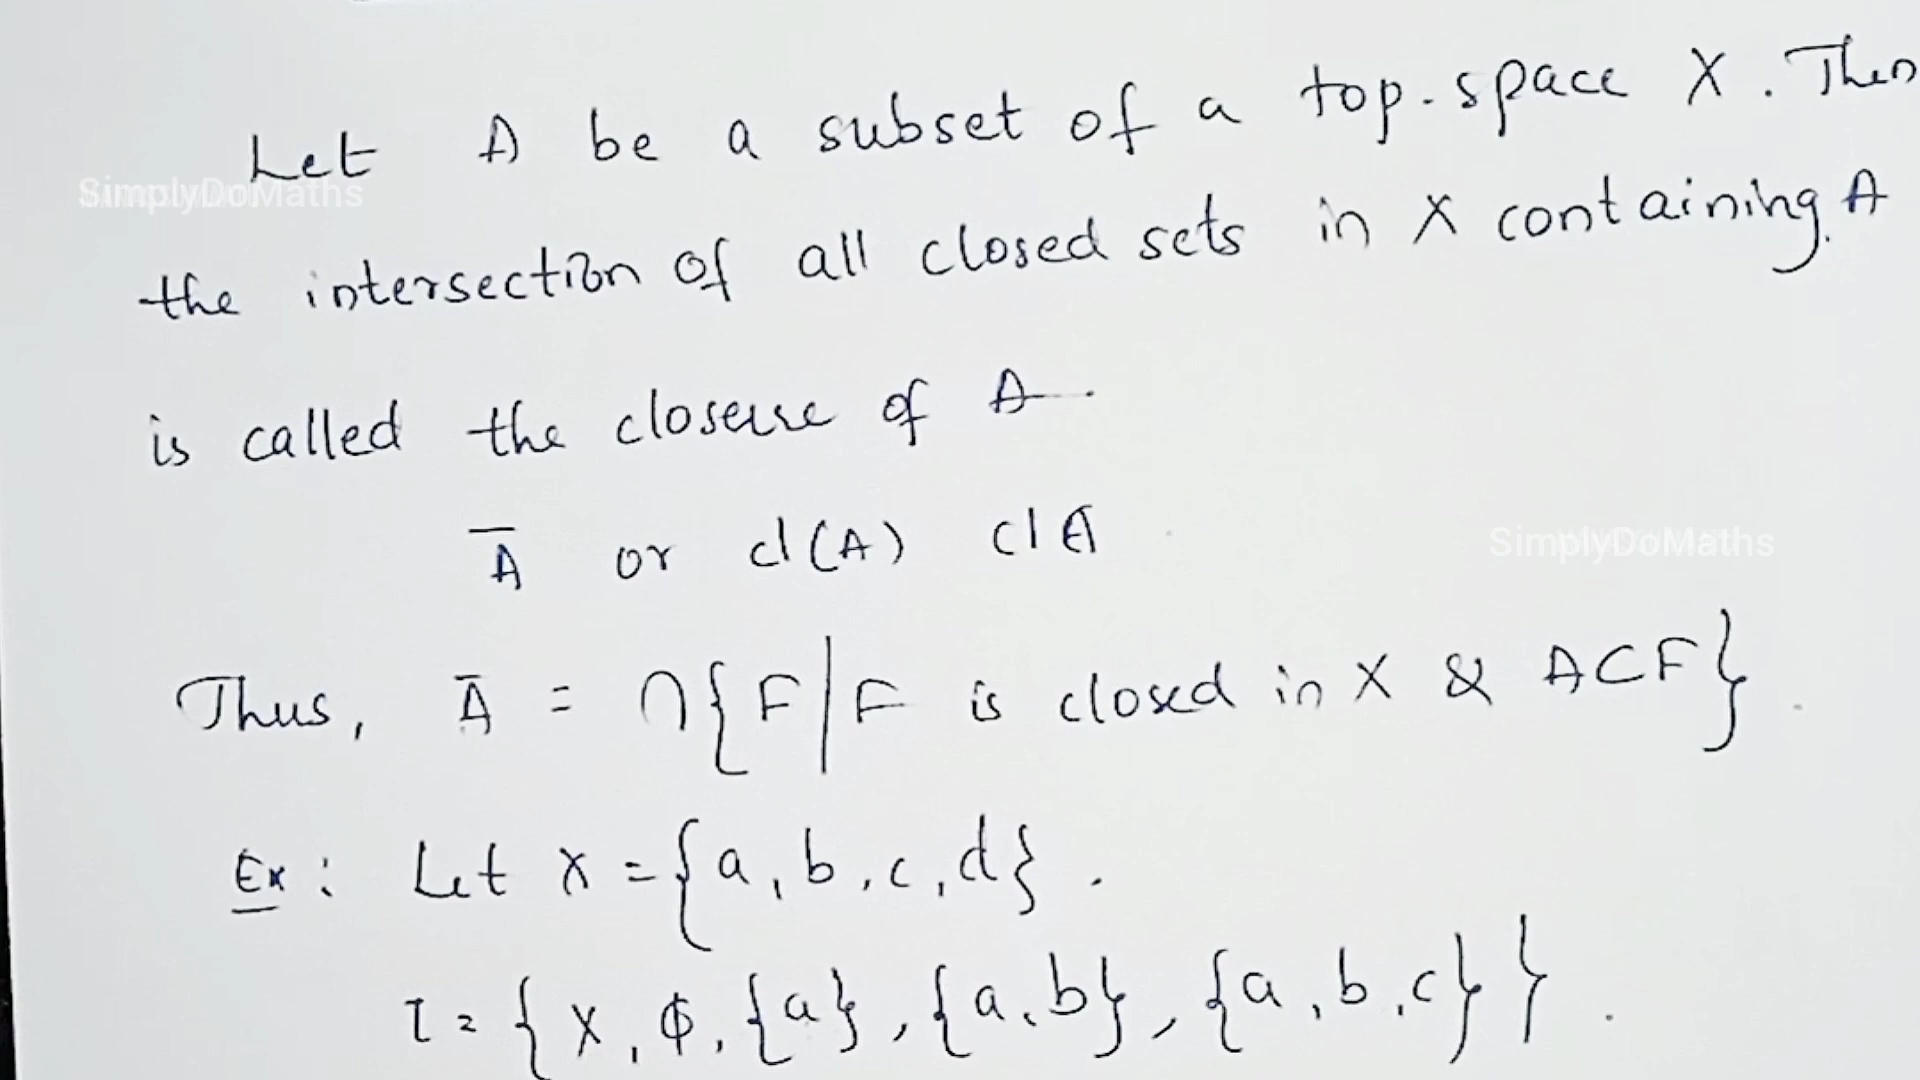 Let A be a subset of a top. space X. Then
SimplyDoMaths
the intersection of all closed sets in X containing A
is called the closure of A.
A̅ or cl(A) cl A
SimplyDoMaths
Thus, A̅ = ∩{F | F is closed in X & A⊂F}.
Ex: Let X = {a, b, c, d}.
τ = {X, ϕ, {a}, {a, b}, {a, b, c}}.